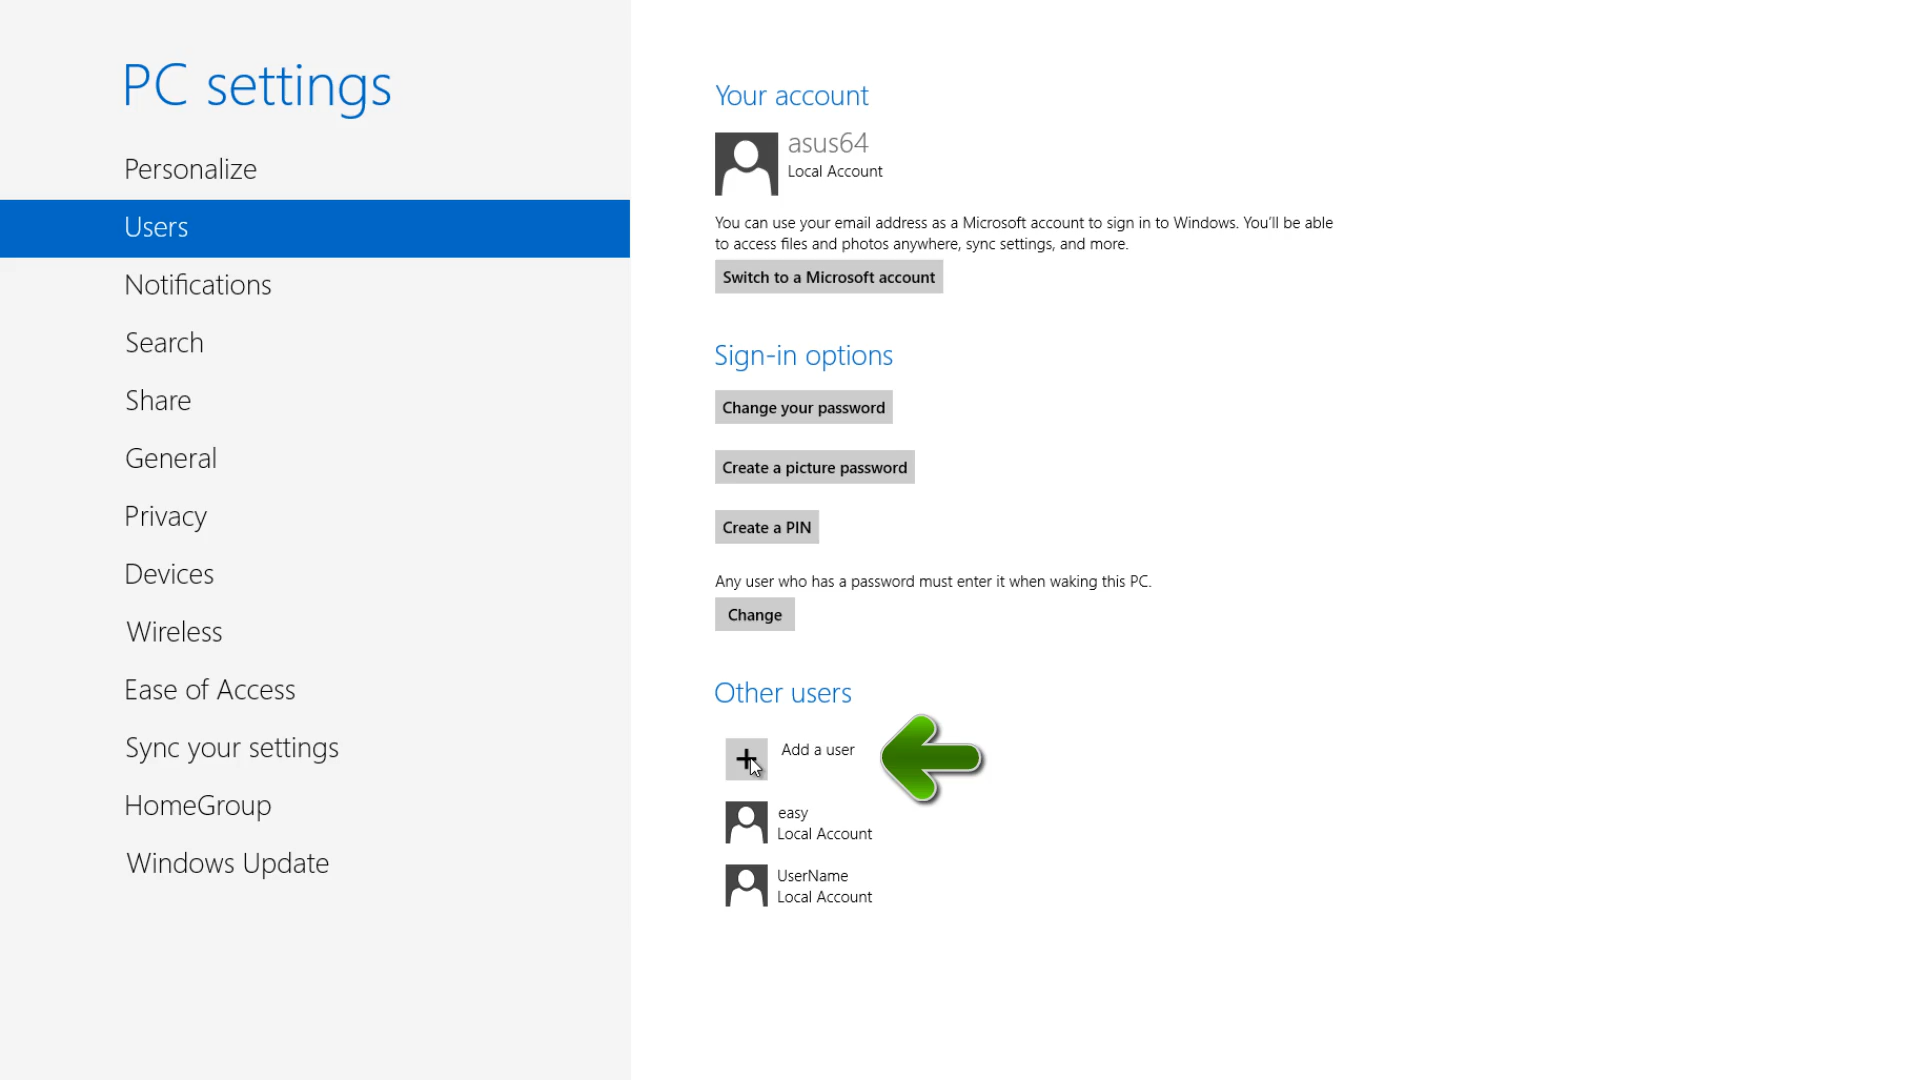 PC settings
Personalize
Users
Notifications
Search
Share
General
Privacy
Devices
Wireless
Ease of Access
Sync your settings
HomeGroup
Windows Update
Your account
asus64
Local Account
You can use your email address as a Microsoft account to sign in to Windows. You'll be able
to access files and photos anywhere, sync settings, and more.
Switch to a Microsoft account
Sign-in options
Change your password
Create a picture password
Create a PIN
Any user who has a password must enter it when waking this PC.
Change
Other users
Add a user
easy
Local Account
UserName
Local Account